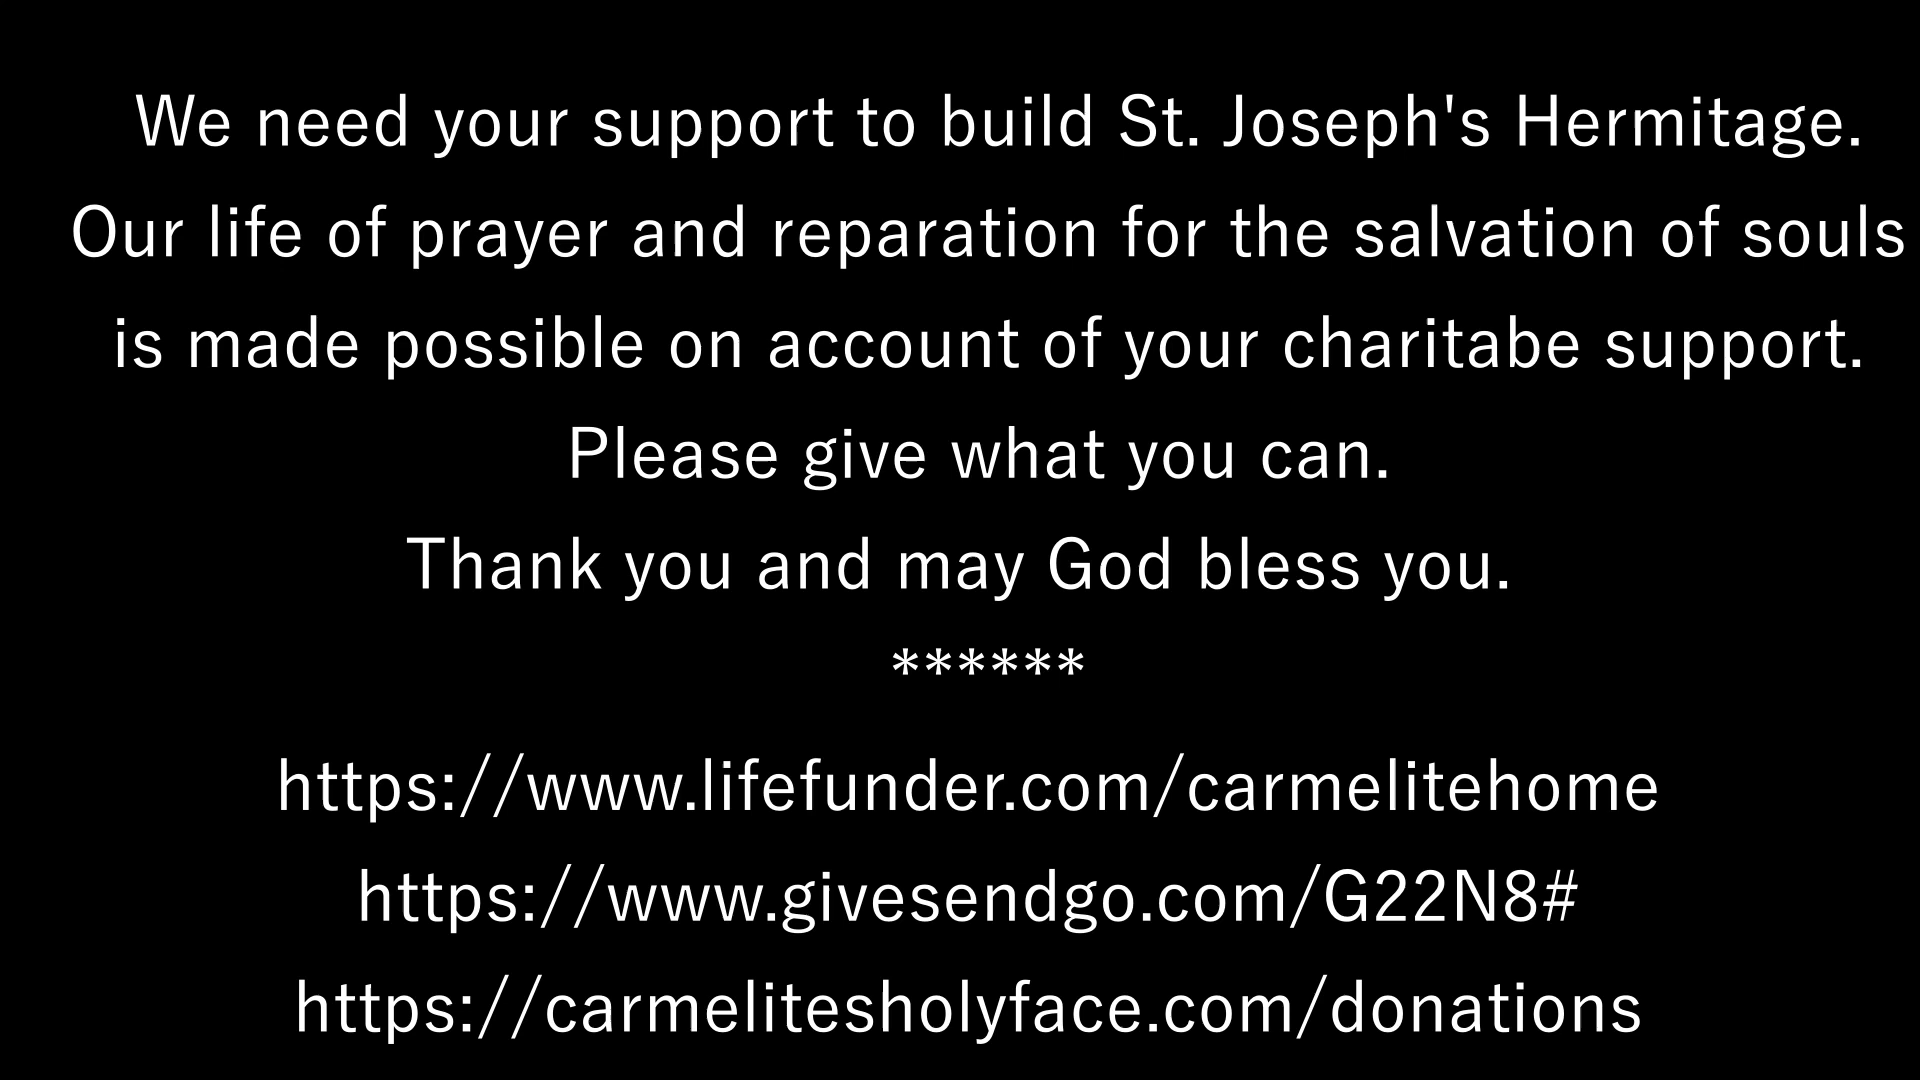 We need your support to build St. Joseph's Hermitage.
Our life of prayer and reparation for the salvation of souls
is made possible on account of your charitabe support.
Please give what you can.
Thank you and may God bless you.
******
https://www.lifefunder.com/carmelitehome
https://www.givesendgo.com/G22N8#
https://carmelitesholyface.com/donations